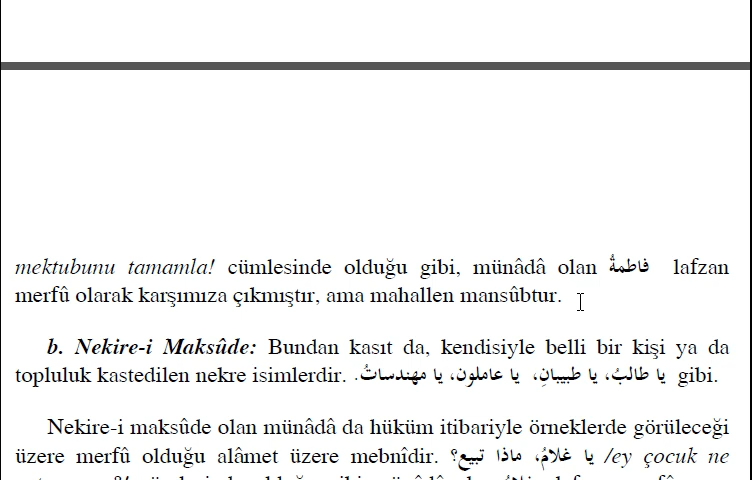 mektubunu tamamla! cümlesinde olduğu gibi, münâdâ olan فاطمةُ lafzan
merfû olarak karşımıza çıkmıştır, ama mahallen mansûbtur.
b. Nekire-i Maksûde: Bundan kasıt da, kendisiyle belli bir kişi ya da
topluluk kastedilen nekre isimlerdir. .يا طالبُ، يا طبيبانِ، يا عاملون، يا مهندساتُ gibi.
Nekire-i maksûde olan münâdâ da hüküm itibariyle örneklerde görüleceği
üzere merfû olduğu alâmet üzere mebnîdir. يا غلامُ، ماذا تبيع؟ /ey çocuk ne